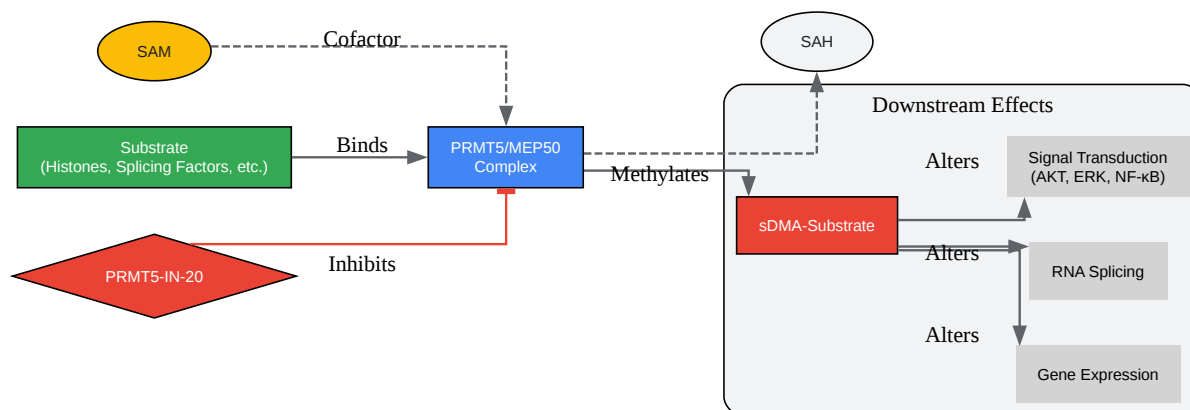 SAM
Cofactor
SAH
Downstream Effects
Substrate
(Histones, Splicing Factors, etc.)
Binds
PRMT5/MEP50
Complex
Methylates
Alters
Signal Transduction
(AKT, ERK, NF-κB)
sDMA-Substrate
Alters
RNA Splicing
PRMT5-IN-20
Inhibits
Alters
Gene Expression